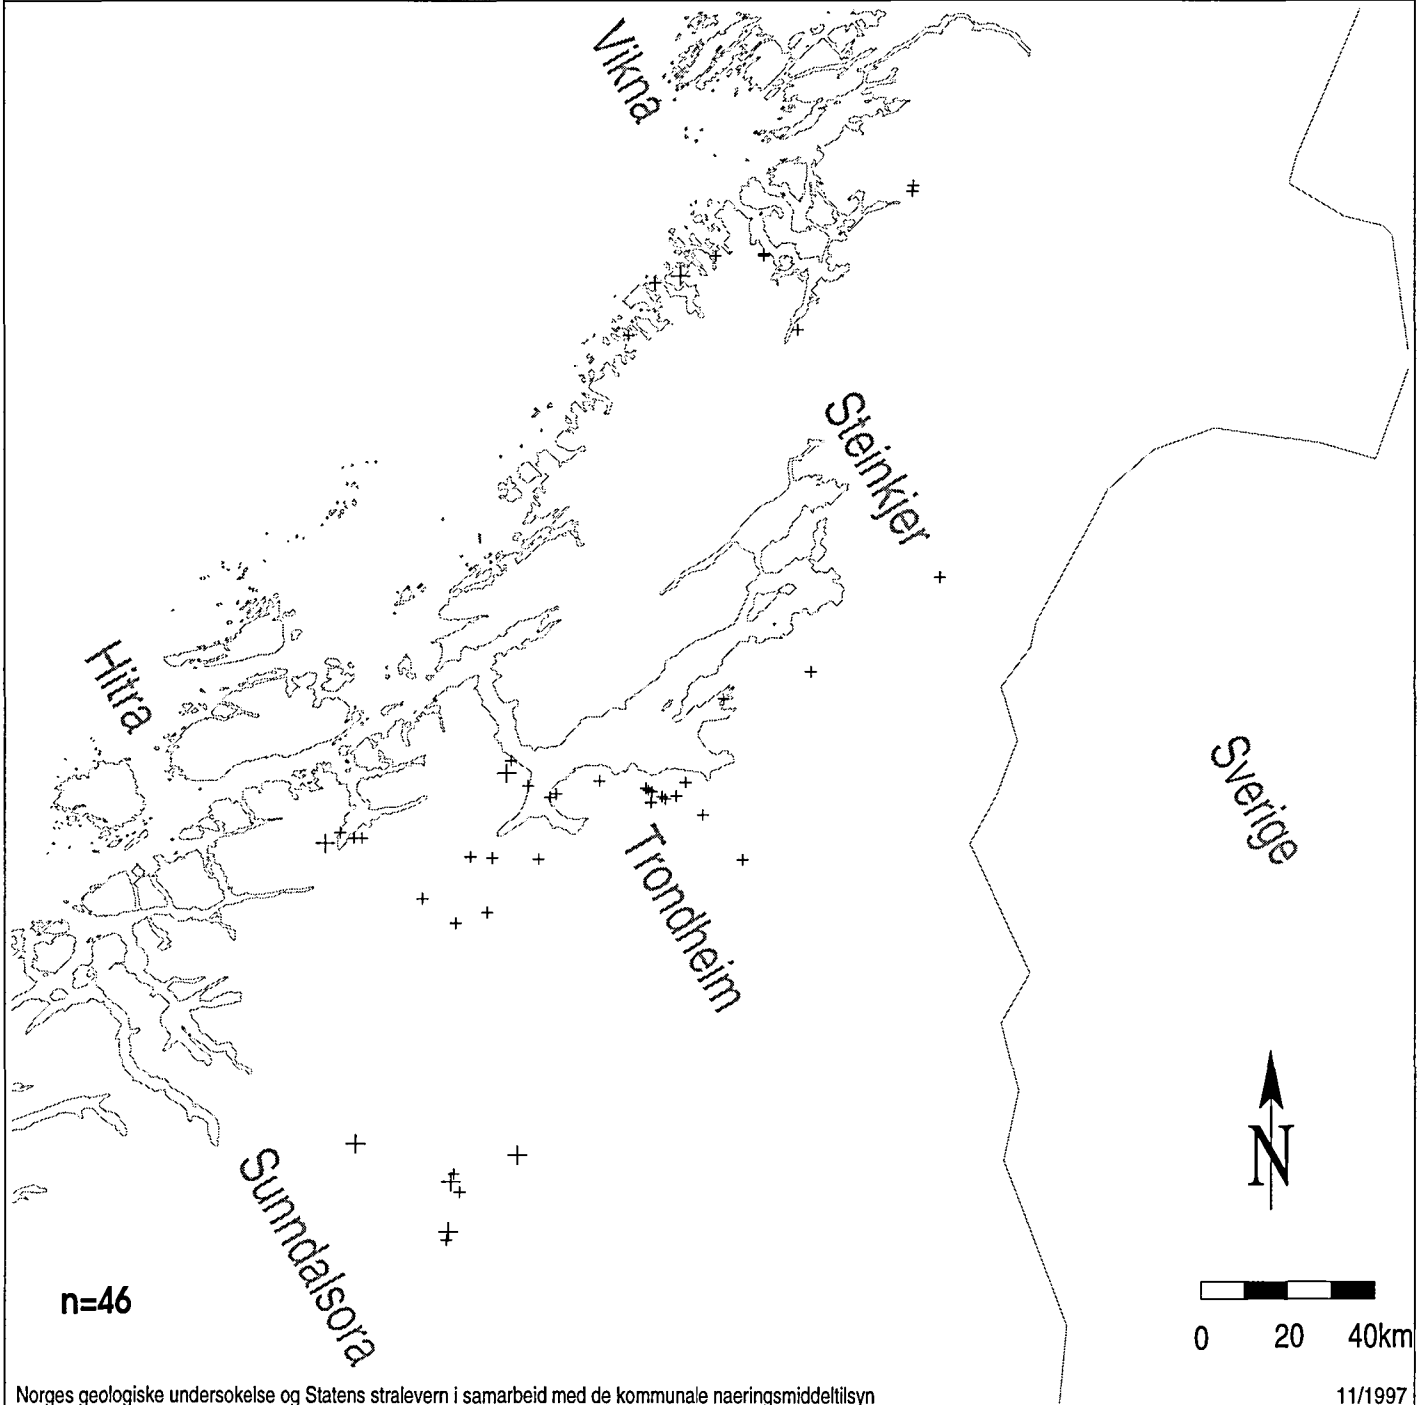 Vikna
Steinkjer
Hitra
Sverige
Trondheim
N
Sunndalsora
n=46
0 20 40km
Norges geologiske undersokelse og Statens stralevern i samarbeid med de kommunale naeringsmiddeltilsyn
11/1997